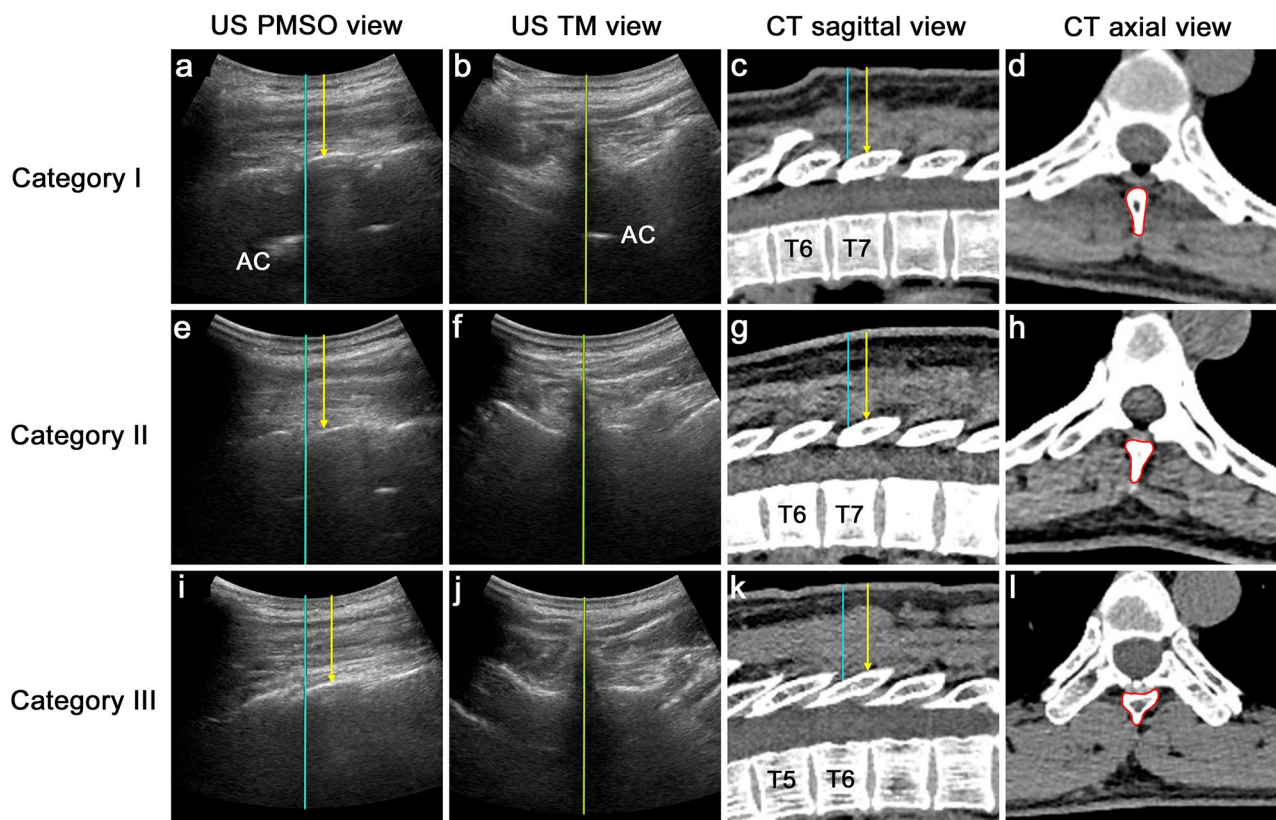 US PMSO view US TM view CT sagittal view CT axial view
a b c d
Category I
AC AC T6 T7
e f g h
Category II
T6 T7
i j k l
Category III
T5 T6